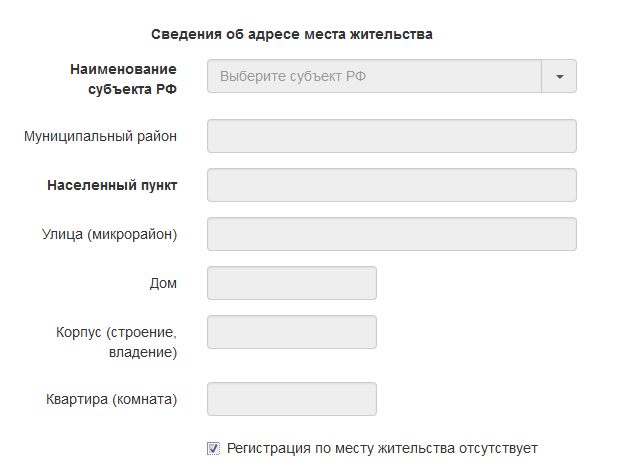 Сведения об адресе места жительства
Наименование
субъекта РФ
Выберите субъект РФ
Муниципальный район
Населенный пункт
Улица (микрорайон)
Дом
Корпус (строение,
владение)
Квартира (комната)
Регистрация по месту жительства отсутствует